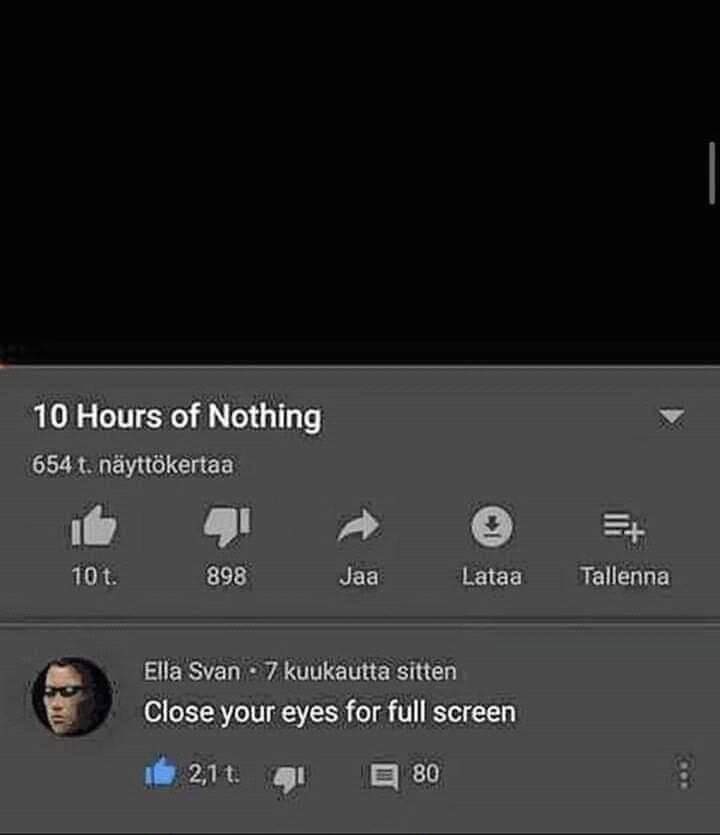 10 Hours of Nothing
654 t. näyttökertaa
10 t. 898 Jaa Lataa Tallenna
Ella Svan • 7 kuukautta sitten
Close your eyes for full screen
2,1 t. 80